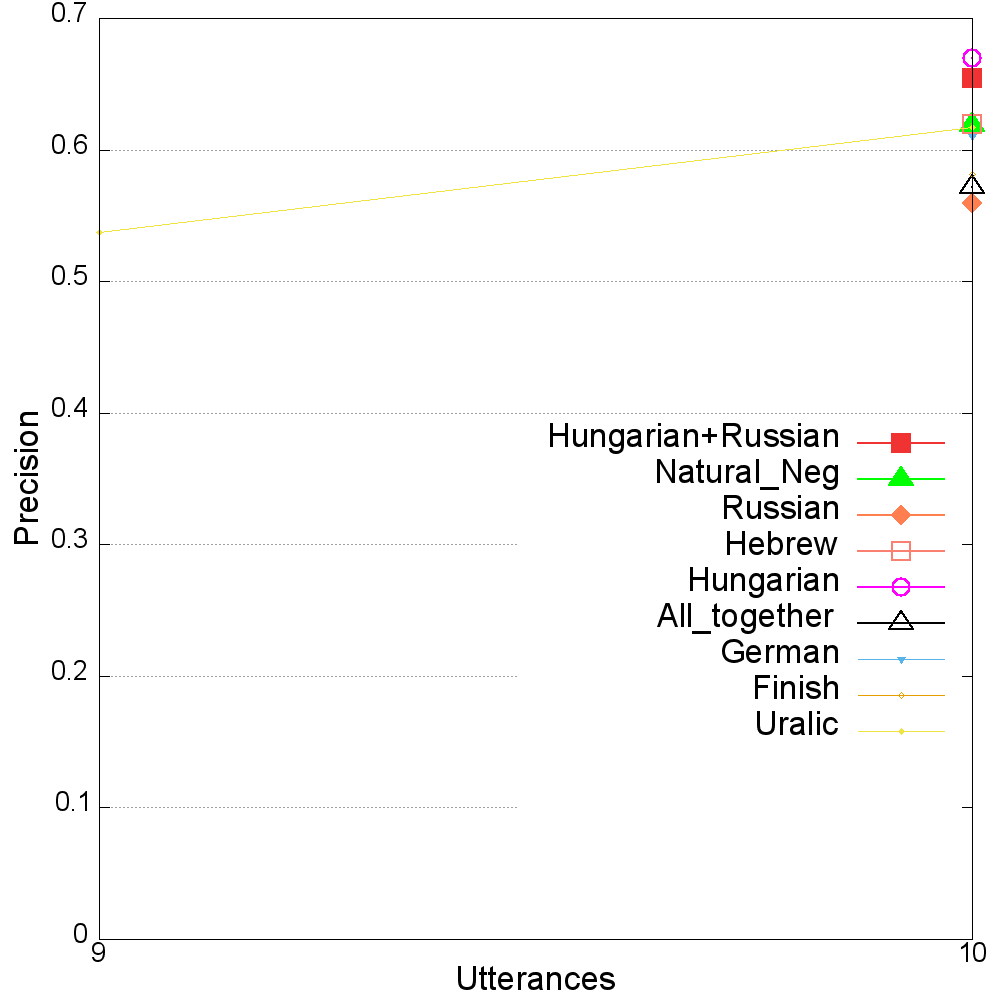 0.7
0.6
0.5
0.4
0.3
0.2
0.1
0
9
10
Precision
Utterances
Hungarian+Russian
Natural_Neg
Russian
Hebrew
Hungarian
All_together
German
Finish
Uralic